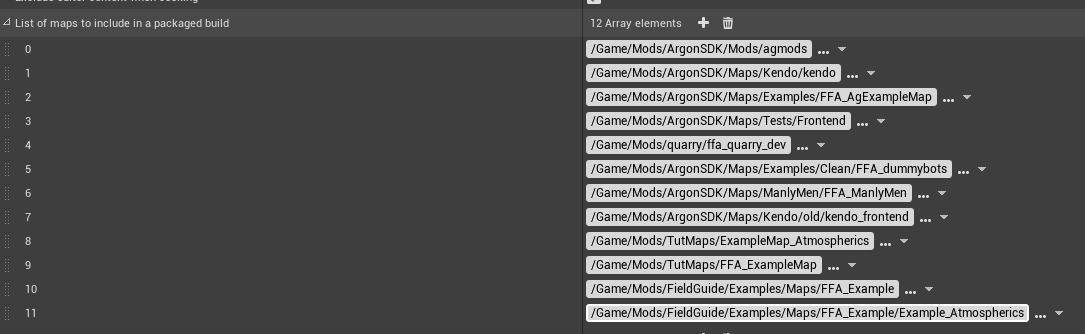 List of maps to include in a packaged build 12 Array elements
0 /Game/Mods/ArgonSDK/Mods/agmods ...
1 /Game/Mods/ArgonSDK/Maps/Kendo/kendo ...
2 /Game/Mods/ArgonSDK/Maps/Examples/FFA_AgExampleMap ...
3 /Game/Mods/ArgonSDK/Maps/Tests/Frontend ...
4 /Game/Mods/quarry/ffa_quarry_dev ...
5 /Game/Mods/ArgonSDK/Maps/Examples/Clean/FFA_dummybots ...
6 /Game/Mods/ArgonSDK/Maps/ManlyMen/FFA_ManlyMen ...
7 /Game/Mods/ArgonSDK/Maps/Kendo/old/kendo_frontend ...
8 /Game/Mods/TutMaps/ExampleMap_Atmospherics ...
9 /Game/Mods/TutMaps/FFA_ExampleMap ...
10 /Game/Mods/FieldGuide/Examples/Maps/FFA_Example ...
11 /Game/Mods/FieldGuide/Examples/Maps/FFA_Example/Example_Atmospherics ...